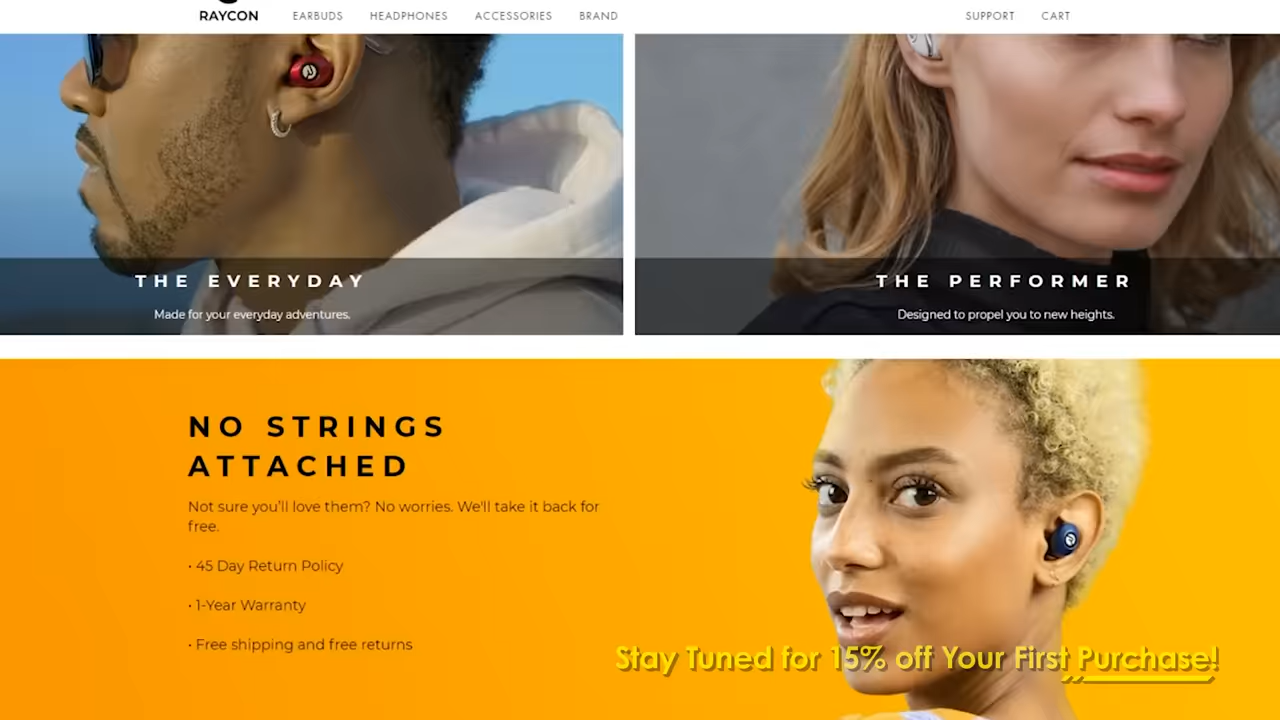 RAYCON EARBUDS HEADPHONES ACCESSORIES BRAND SUPPORT CART
THE EVERYDAY
Made for your everyday adventures.
THE PERFORMER
Designed to propel you to new heights.
NO STRINGS
ATTACHED
Not sure you'll love them? No worries. We'll take it back for
free.
• 45 Day Return Policy
• 1-Year Warranty
• Free shipping and free returns
Stay Tuned for 15% off Your First Purchase!